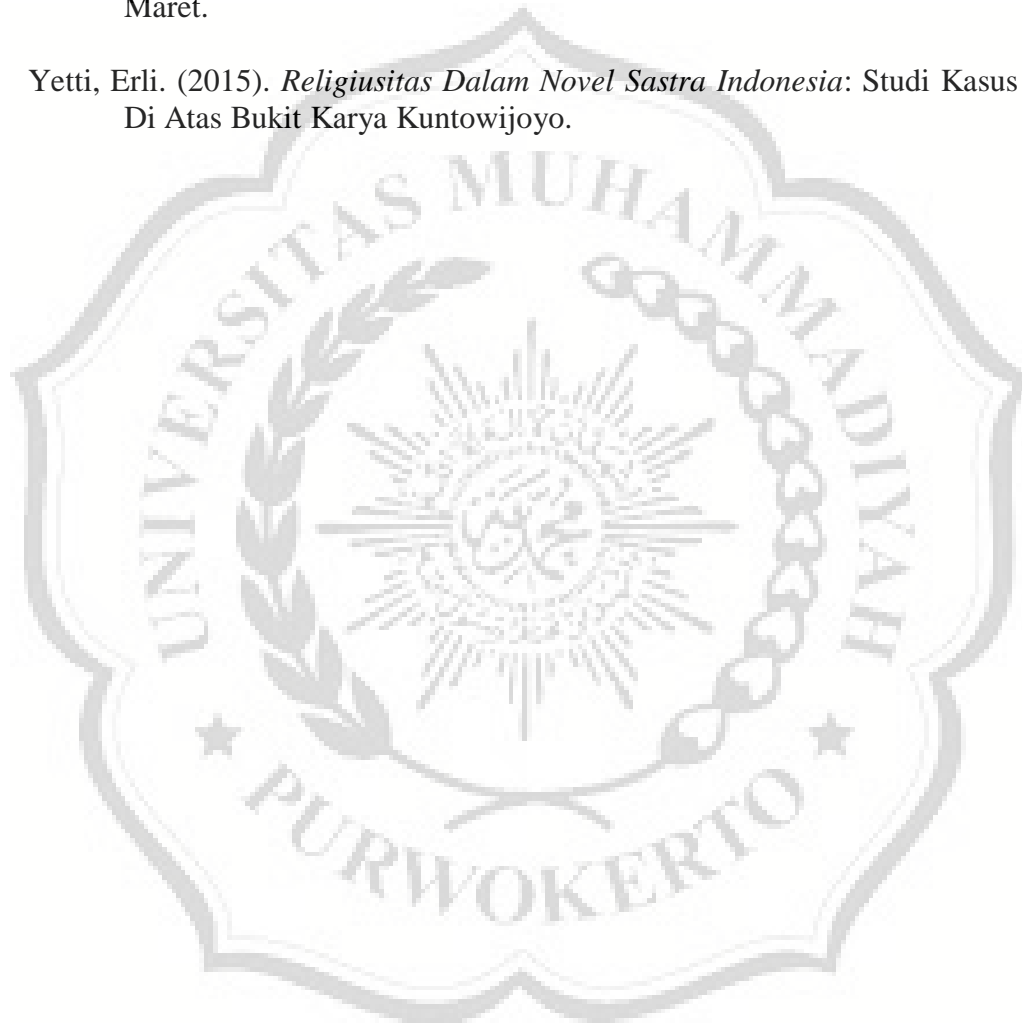 Maret.
Yetti, Erli. (2015). Religiusitas Dalam Novel Sastra Indonesia: Studi Kasus
Di Atas Bukit Karya Kuntowijoyo.
UNIVERSITAS MUHAMMADIYAH
PURWOKERTO